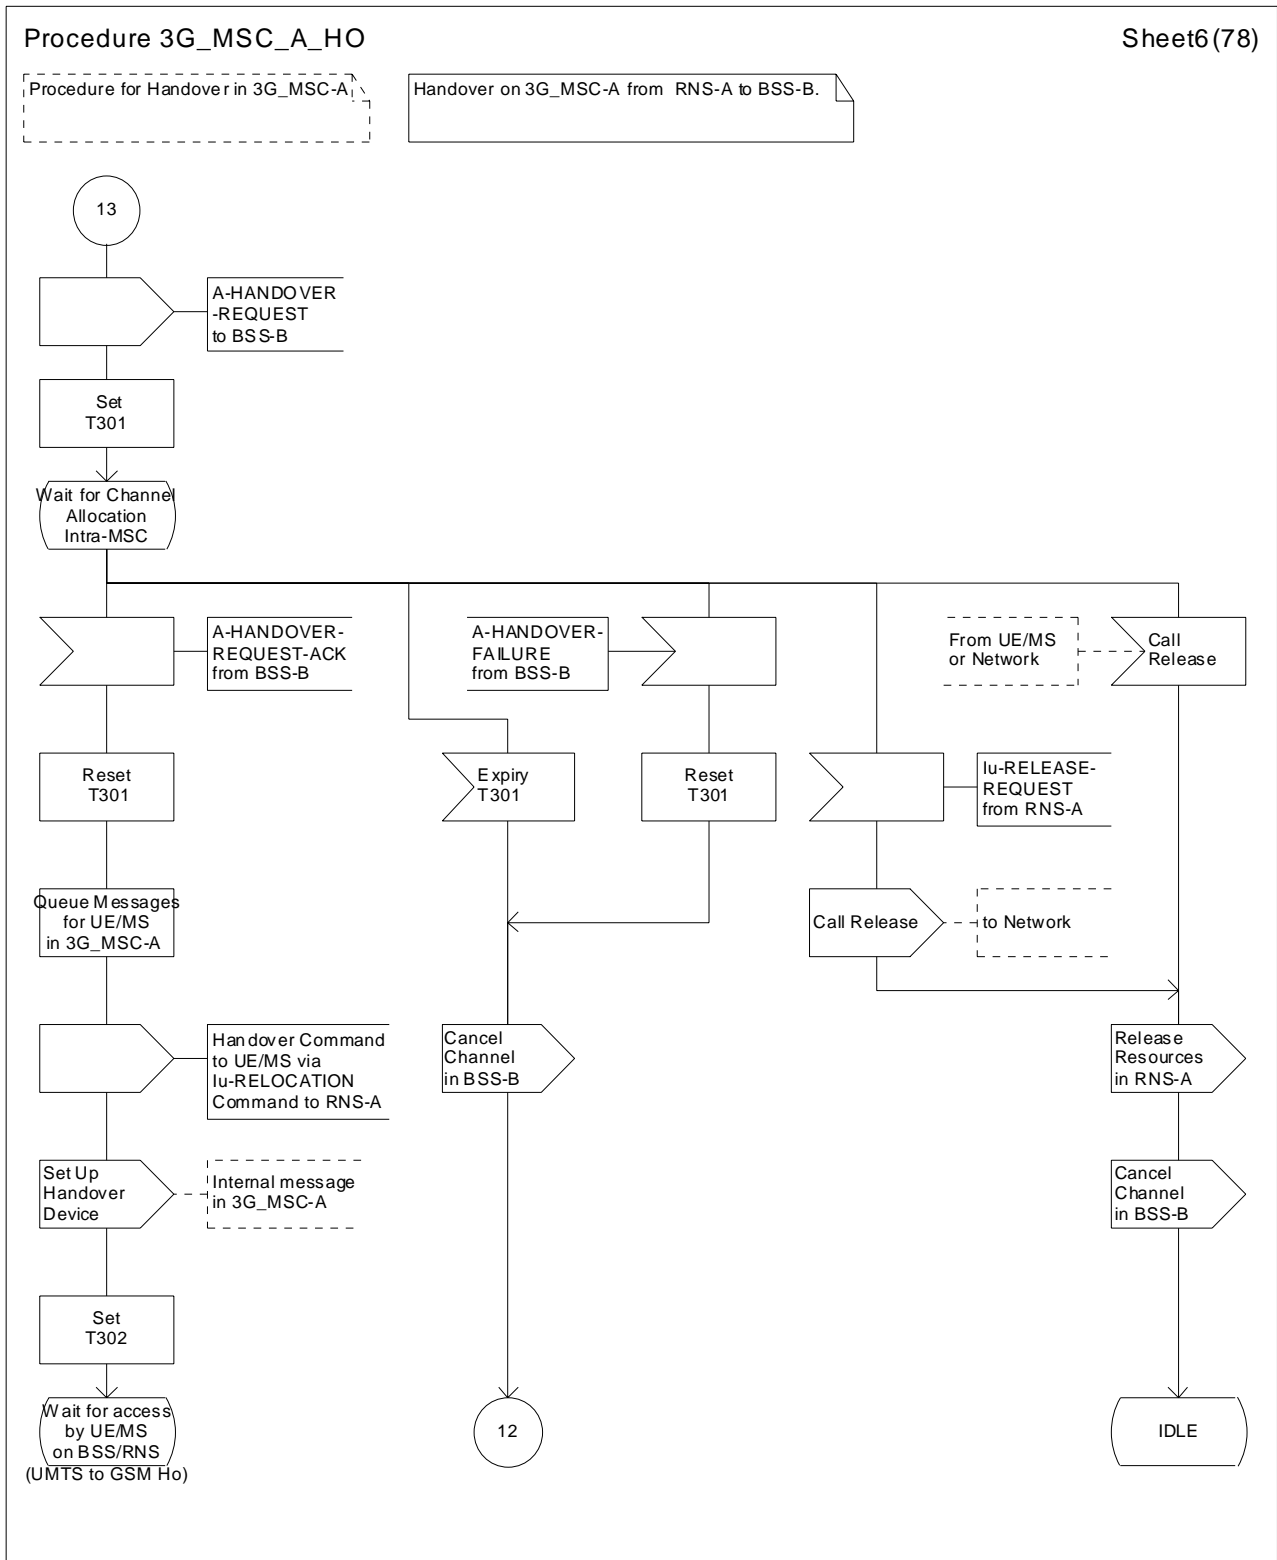 Procedure 3G_MSC_A_HO
Sheet6(78)
Procedure for Handover in 3G_MSC-A
Handover on 3G_MSC-A from RNS-A to BSS-B.
13
A-HANDOVER
-REQUEST
to BSS-B
Set
T301
Wait for Channel
Allocation
Intra-MSC
A-HANDOVER-
REQUEST-ACK
from BSS-B
A-HANDOVER-
FAILURE
from BSS-B
From UE/MS
or Network
Call
Release
Reset
T301
Expiry
T301
Reset
T301
Iu-RELEASE-
REQUEST
from RNS-A
Queue Messages
for UE/MS
in 3G_MSC-A
Call Release
to Network
Handover Command
to UE/MS via
Iu-RELOCATION
Command to RNS-A
Cancel
Channel
in BSS-B
Release
Resources
in RNS-A
Set Up
Handover
Device
Internal message
in 3G_MSC-A
Cancel
Channel
in BSS-B
Set
T302
Wait for access
by UE/MS
on BSS/RNS
(UMTS to GSM Ho)
12
IDLE